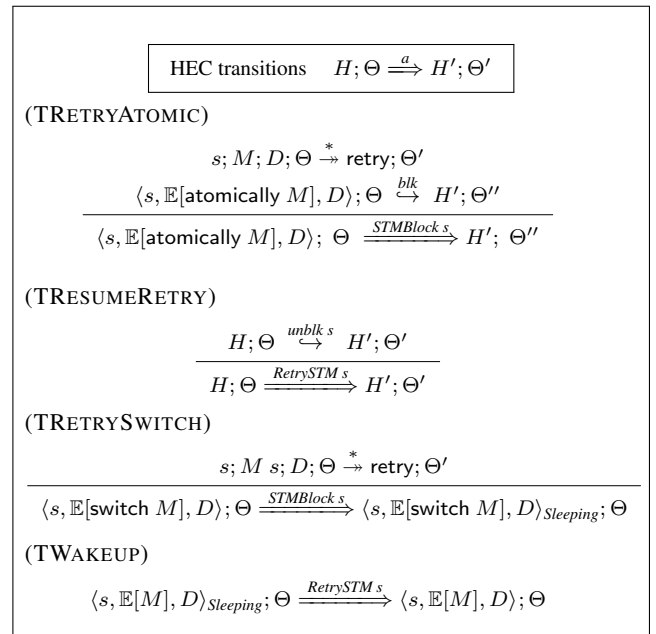 HEC transitions H; Θ ⇒^a H′; Θ′
(TRETRYATOMIC)
s; M; D; Θ ↠^* retry; Θ′
⟨s, 𝔼[atomically M], D⟩; Θ ↪^{blk} H′; Θ′′
⟨s, 𝔼[atomically M], D⟩; Θ ⟹^{STMBlock s} H′; Θ′′
(TRESUMERETRY)
H; Θ ↪^{unblk s} H′; Θ′
H; Θ ⟹^{RetrySTM s} H′; Θ′
(TRETRYSWITCH)
s; M s; D; Θ ↠^* retry; Θ′
⟨s, 𝔼[switch M], D⟩; Θ ⟹^{STMBlock s} ⟨s, 𝔼[switch M], D⟩_{Sleeping}; Θ
(TWAKEUP)
⟨s, 𝔼[M], D⟩_{Sleeping}; Θ ⟹^{RetrySTM s} ⟨s, 𝔼[M], D⟩; Θ